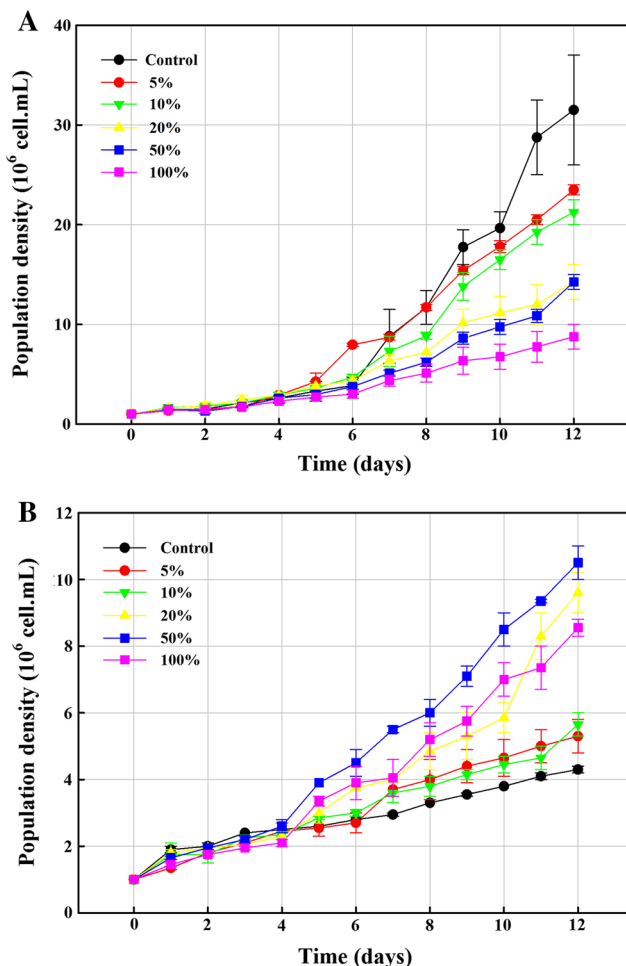 A
Population density (10⁶ cell.mL)
40
30
20
10
0
Control
5%
10%
20%
50%
100%
0 2 4 6 8 10 12
Time (days)
B
Population density (10⁶ cell.mL)
12
10
8
6
4
2
0
Control
5%
10%
20%
50%
100%
0 2 4 6 8 10 12
Time (days)